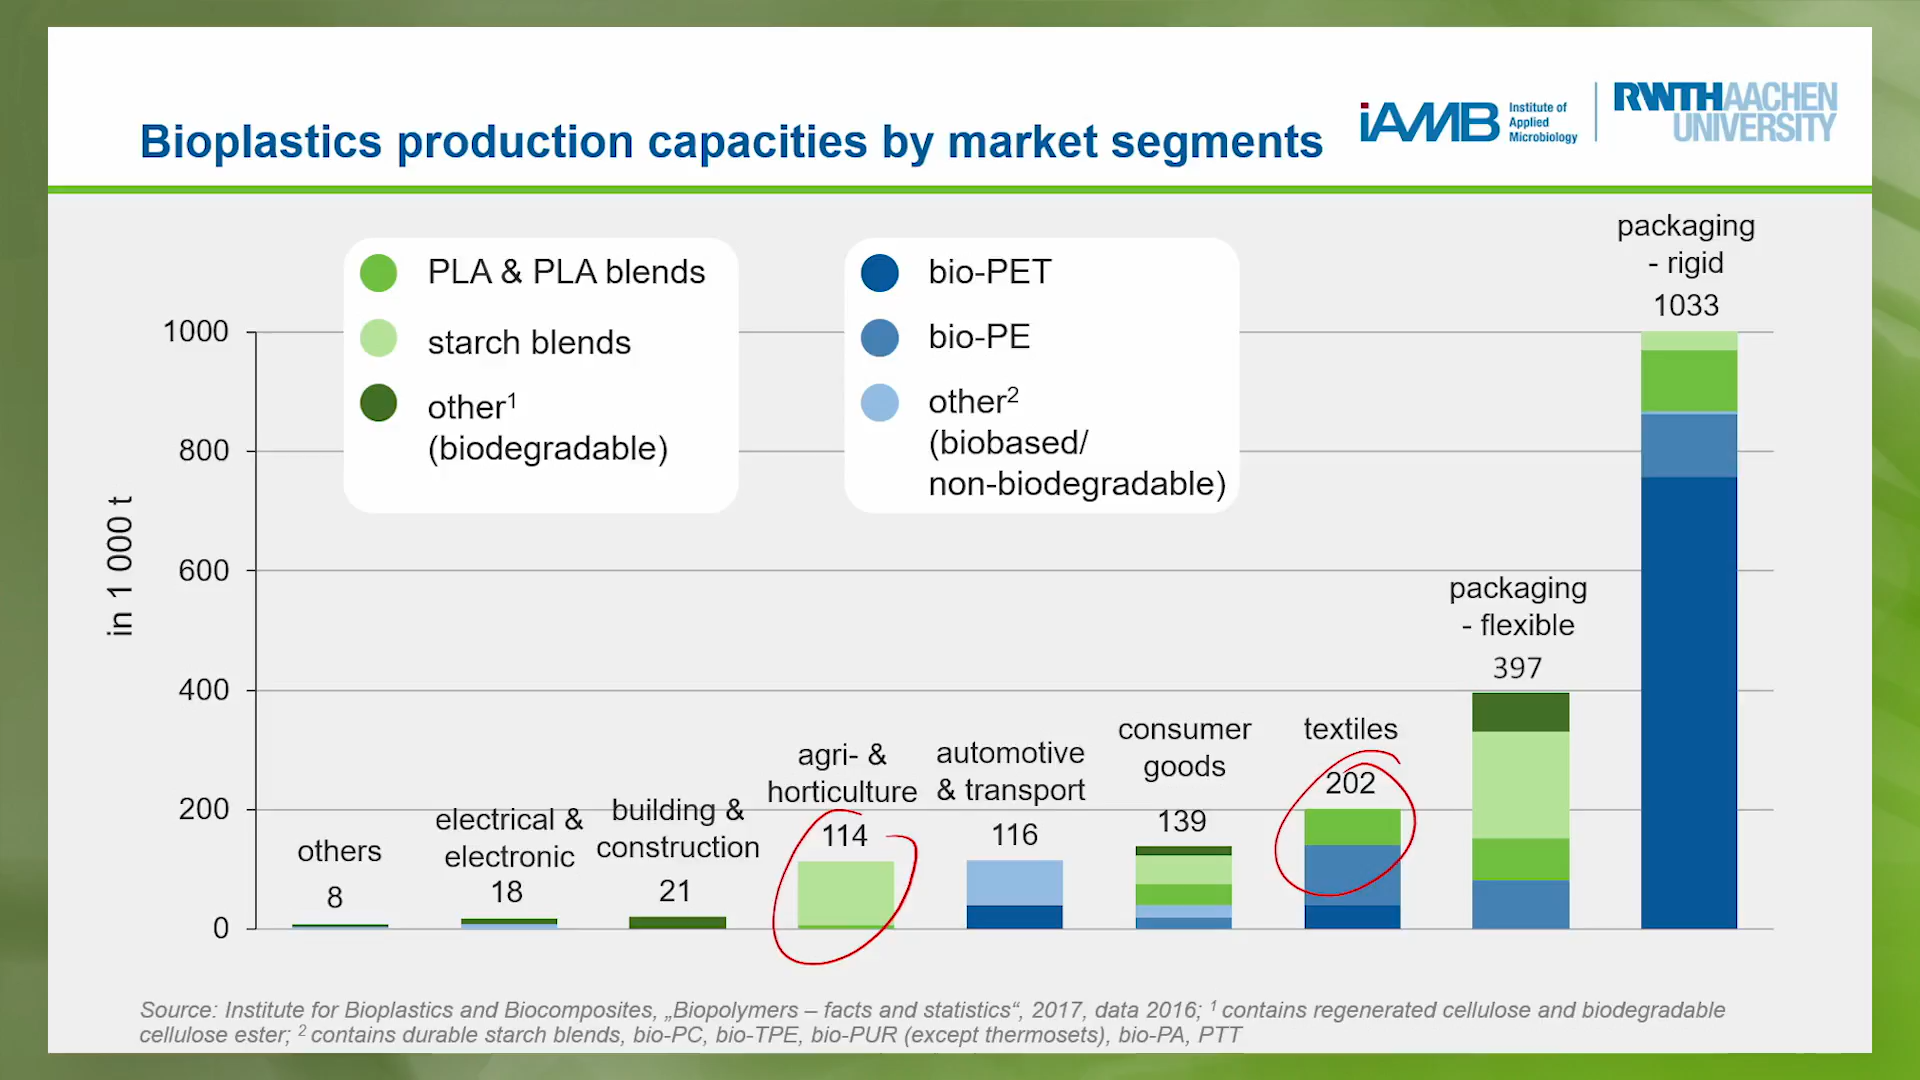 Bioplastics production capacities by market segments
iAMB
Institute of
Applied
Microbiology
RWTHAACHEN
UNIVERSITY
PLA & PLA blends
starch blends
other¹
(biodegradable)
bio-PET
bio-PE
other²
(biobased/
non-biodegradable)
in 1 000 t
1000
800
600
400
200
0
others
8
electrical &
electronic
18
building &
construction
21
agri- &
horticulture
114
automotive
& transport
116
consumer
goods
139
textiles
202
packaging
- flexible
397
packaging
- rigid
1033
Source: Institute for Bioplastics and Biocomposites, „Biopolymers – facts and statistics“, 2017, data 2016; ¹ contains regenerated cellulose and biodegradable
cellulose ester; ² contains durable starch blends, bio-PC, bio-TPE, bio-PUR (except thermosets), bio-PA, PTT